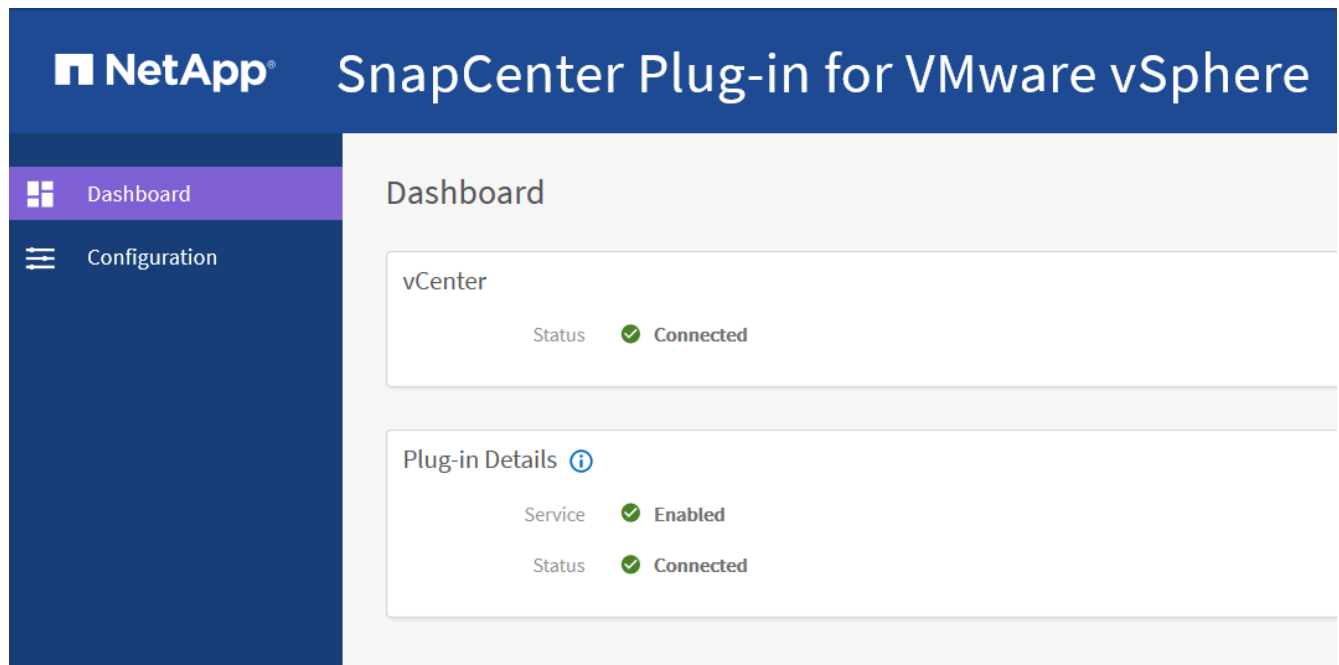 NetApp® SnapCenter Plug-in for VMware vSphere
Dashboard
Configuration
Dashboard
vCenter
Status Connected
Plug-in Details
Service Enabled
Status Connected